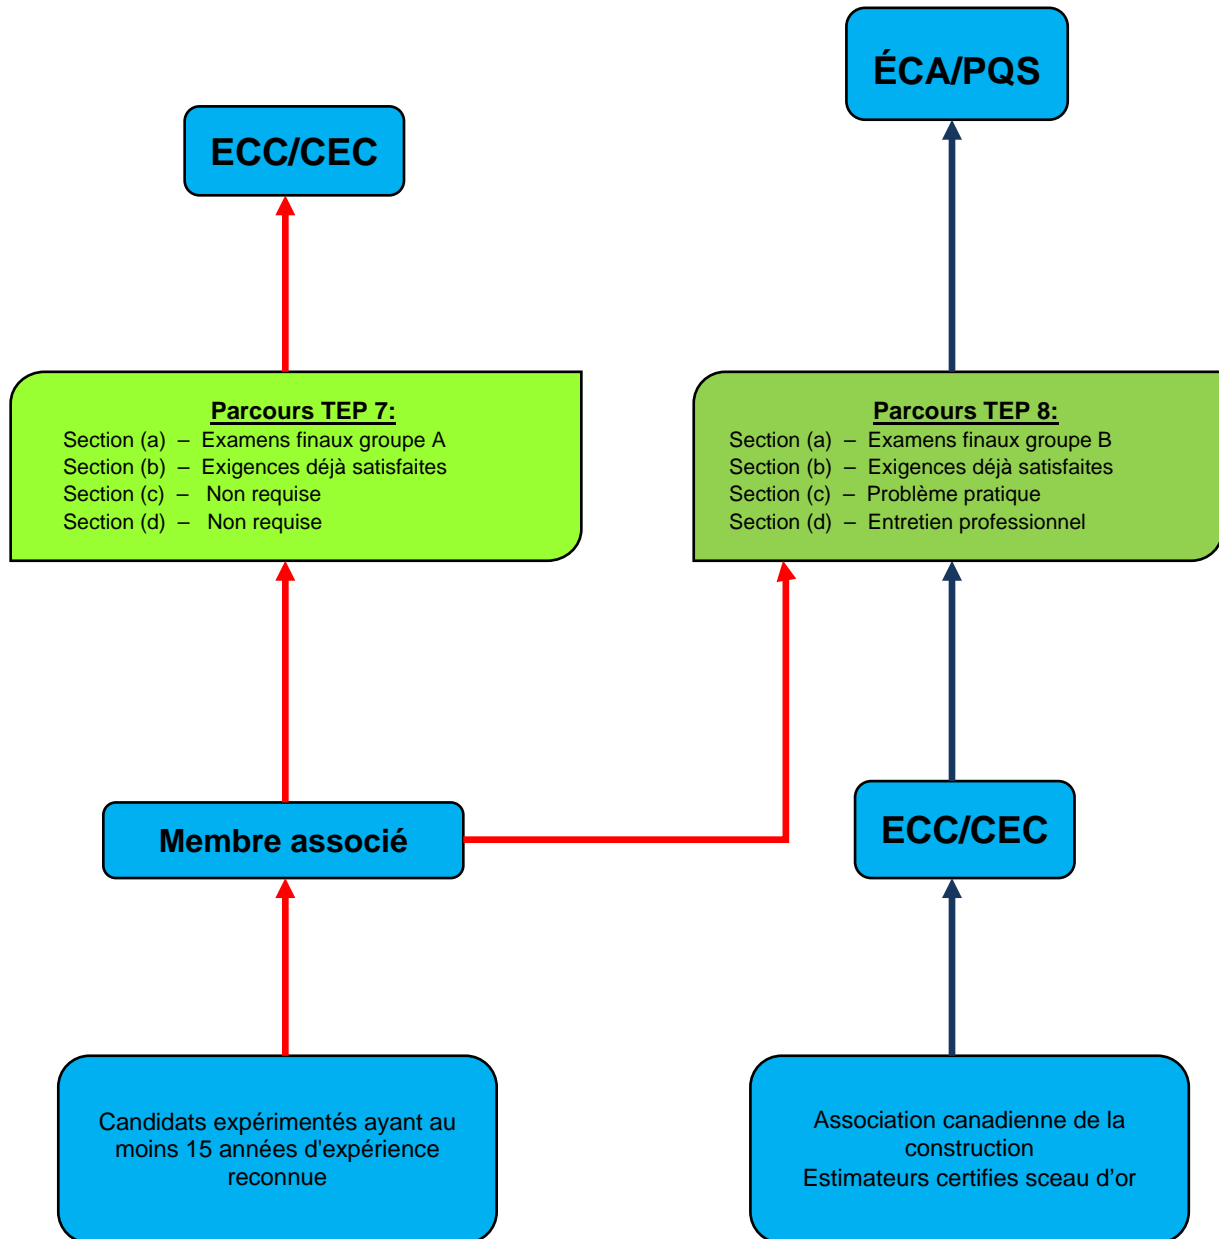 ÉCA/PQS
ECC/CEC
Parcours TEP 7:
Section (a) – Examens finaux groupe A
Section (b) – Exigences déjà satisfaites
Section (c) – Non requise
Section (d) – Non requise
Parcours TEP 8:
Section (a) – Examens finaux groupe B
Section (b) – Exigences déjà satisfaites
Section (c) – Problème pratique
Section (d) – Entretien professionnel
Membre associé
ECC/CEC
Candidats expérimentés ayant au
moins 15 années d'expérience
reconnue
Association canadienne de la
construction
Estimateurs certifies sceau d’or